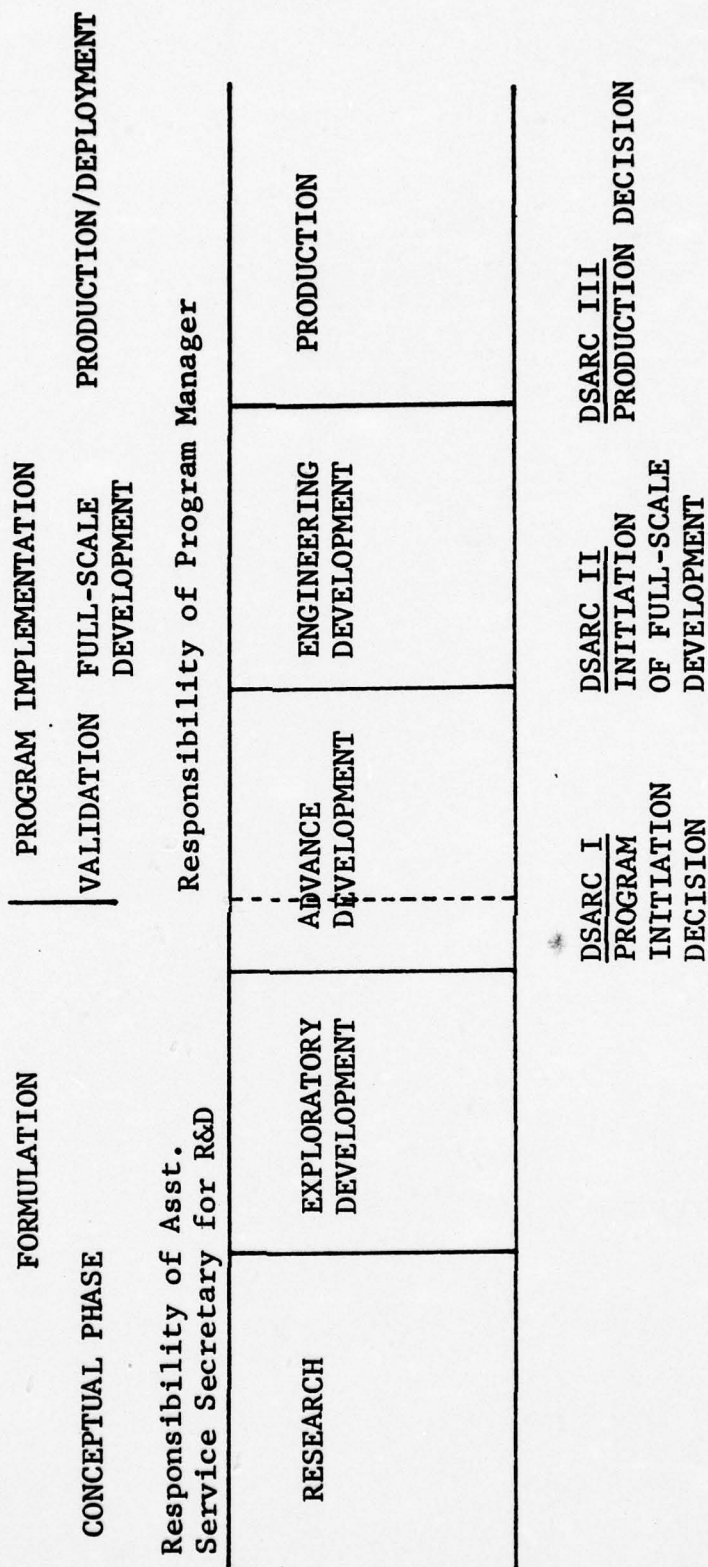 FORMULATION
PROGRAM IMPLEMENTATION
CONCEPTUAL PHASE
VALIDATION
FULL-SCALE
DEVELOPMENT
PRODUCTION/DEPLOYMENT
Responsibility of Asst.
Service Secretary for R&D
Responsibility of Program Manager
RESEARCH
EXPLORATORY
DEVELOPMENT
ADVANCE
DEVELOPMENT
ENGINEERING
DEVELOPMENT
PRODUCTION
DSARC I
PROGRAM
INITIATION
DECISION
DSARC II
INITIATION
OF FULL-SCALE
DEVELOPMENT
DSARC III
PRODUCTION DECISION